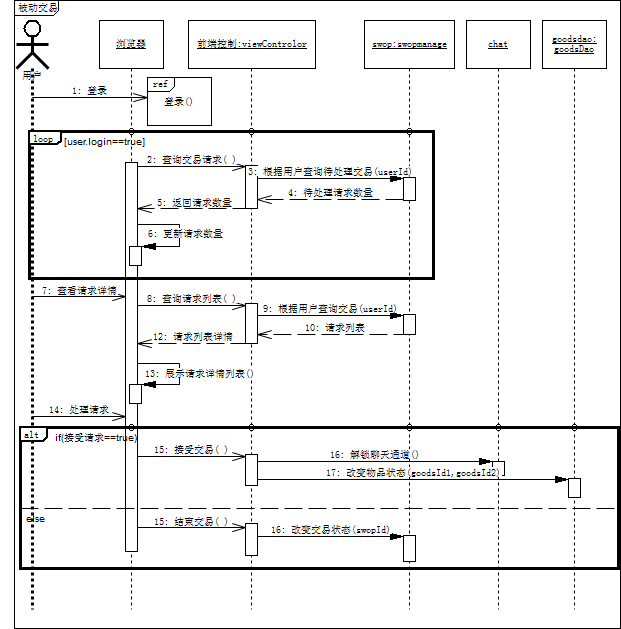 被动交易
用户
浏览器
前端控制:viewControlor
swop:swopmanage
chat
goodsdao:
goodsDao
1: 登录
ref
登录()
loop
[user.login==true]
2: 查询交易请求()
3: 根据用户查询待处理交易(userId)
4: 待处理请求数量
5: 返回请求数量
6: 更新请求数量
7: 查看请求详情
8: 查询请求列表()
9: 根据用户查询交易(userId)
10: 请求列表
12: 请求列表详情
13: 展示请求详情列表()
14: 处理请求
alt
if(接受请求==true)
15: 接受交易()
16: 解锁聊天通道()
17: 改变物品状态(goodsId1,goodsId2)
else
15: 结束交易()
16: 改变交易状态(swopId)